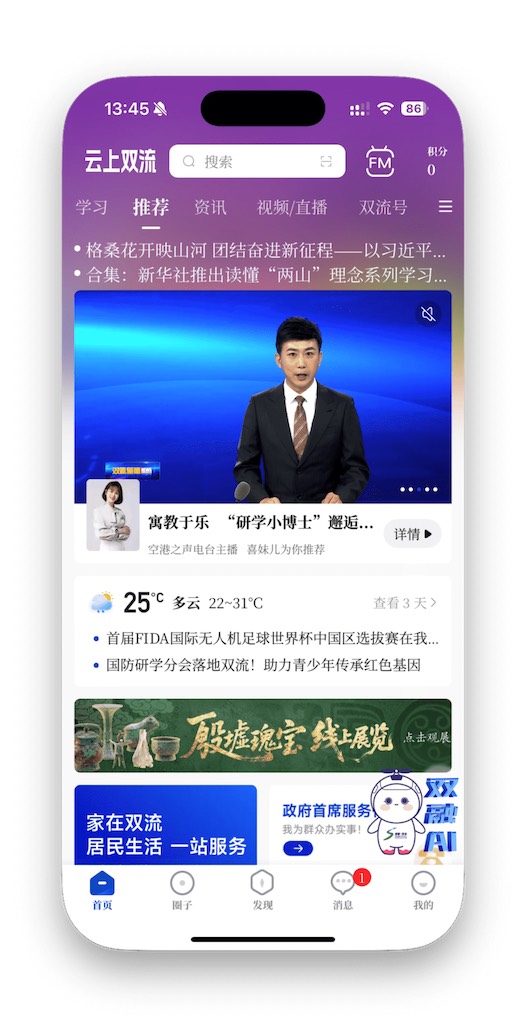 13:45
86
云上双流
搜索
FM
积分
0
学习 推荐 资讯 视频/直播 双流号
格桑花开映山河 团结奋进新征程——以习近平...
合集：新华社推出读懂“两山”理念系列学习...
寓教于乐 “研学小博士”邂逅...
空港之声电台主播 喜妹儿为你推荐
详情
25℃ 多云 22~31℃
查看 3 天
首届FIDA国际无人机足球世界杯中国区选拔赛在我...
国防研学分会落地双流！助力青少年传承红色基因
殷墟瑰宝 线上展览
点击观展
家在双流
居民生活 一站服务
政府首席服务
我为群众办实事！
双
融
AI
首页 圈子 发现 消息 我的
1